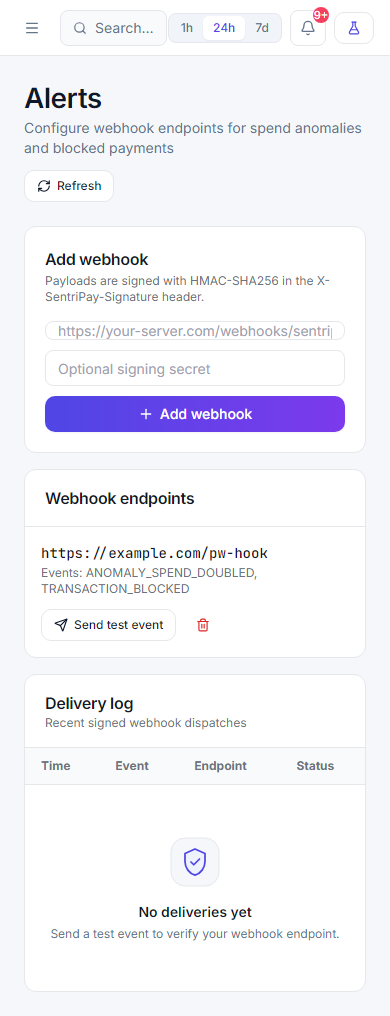 Search...
1h
24h
7d
9+
Alerts
Configure webhook endpoints for spend anomalies
and blocked payments
Refresh
Add webhook
Payloads are signed with HMAC-SHA256 in the X-
SentriPay-Signature header.
https://your-server.com/webhooks/sentri
Optional signing secret
+ Add webhook
Webhook endpoints
https://example.com/pw-hook
Events: ANOMALY_SPEND_DOUBLED,
TRANSACTION_BLOCKED
Send test event
Delivery log
Recent signed webhook dispatches
Time Event Endpoint Status
No deliveries yet
Send a test event to verify your webhook endpoint.